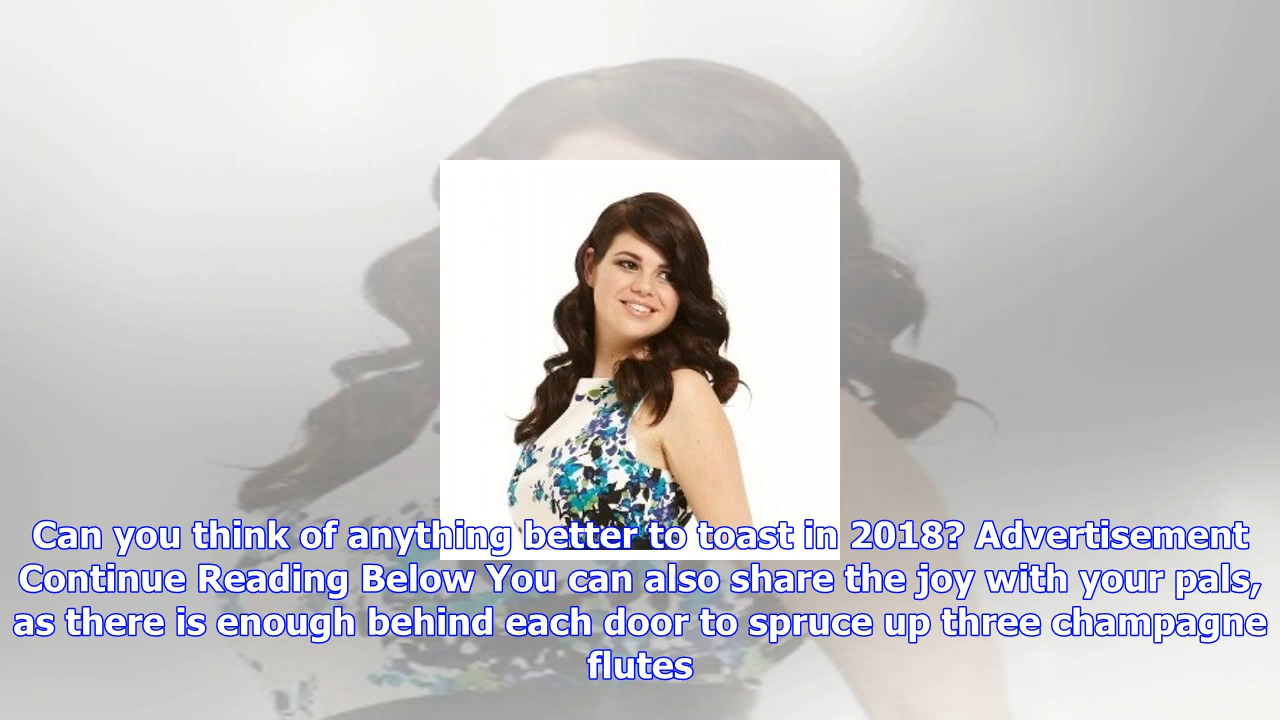 Can you think of anything better to toast in 2018? Advertisement
Continue Reading Below You can also share the joy with your pals,
as there is enough behind each door to spruce up three champagne
flutes